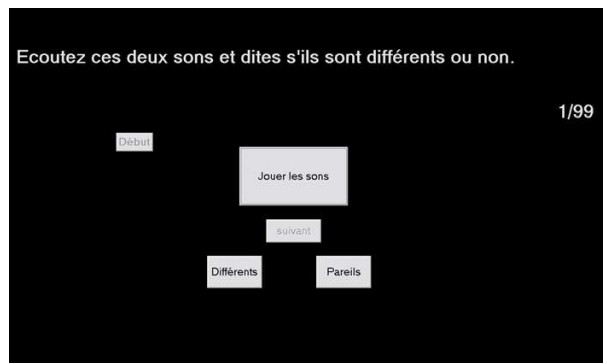 Ecoutez ces deux sons et dites s'ils sont différents ou non.
1/99
Début
Jouer les sons
suivant
Différents Pareils